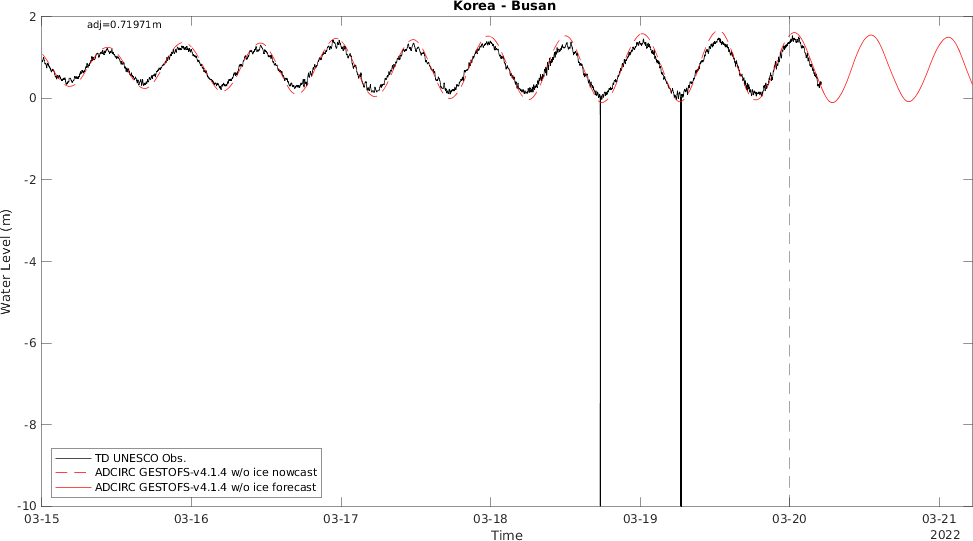 Korea - Busan
adj=0.71971m
2
0
-2
-4
-6
-8
-10
Water Level (m)
TD UNESCO Obs.
ADCIRC GESTOFS-v4.1.4 w/o ice nowcast
ADCIRC GESTOFS-v4.1.4 w/o ice forecast
03-15 03-16 03-17 03-18 03-19 03-20 03-21
Time
2022